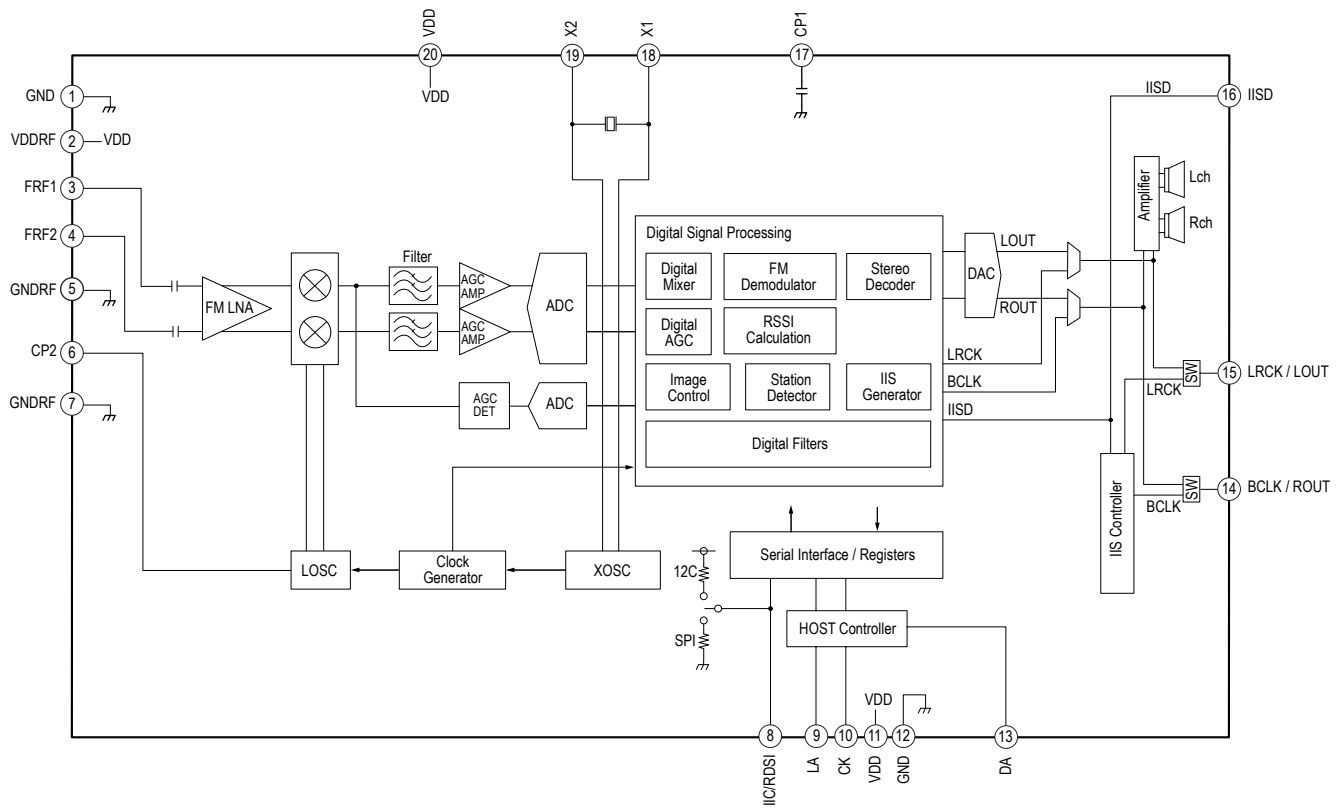 VDD
X2
X1
CP1
20
19
18
17
VDD
GND
1
VDDRF
2
VDD
FRF1
3
FRF2
4
GNDRF
5
CP2
6
GNDRF
7
IISD
16
IISD
Amplifier
Lch
Rch
Filter
FM LNA
AGC
AMP
AGC
AMP
ADC
AGC
DET
ADC
Digital Signal Processing
Digital
Mixer
FM
Demodulator
Stereo
Decoder
Digital
AGC
RSSI
Calculation
Image
Control
Station
Detector
IIS
Generator
Digital Filters
DAC
LOUT
ROUT
LRCK
BCLK
IISD
SW
15
LRCK / LOUT
LRCK
SW
14
BCLK / ROUT
BCLK
IIS Controller
LOSC
Clock
Generator
XOSC
Serial Interface / Registers
12C
SPI
HOST Controller
VDD
8
9
10
11
12
13
IIC/RDSI
LA
CK
VDD
GND
DA